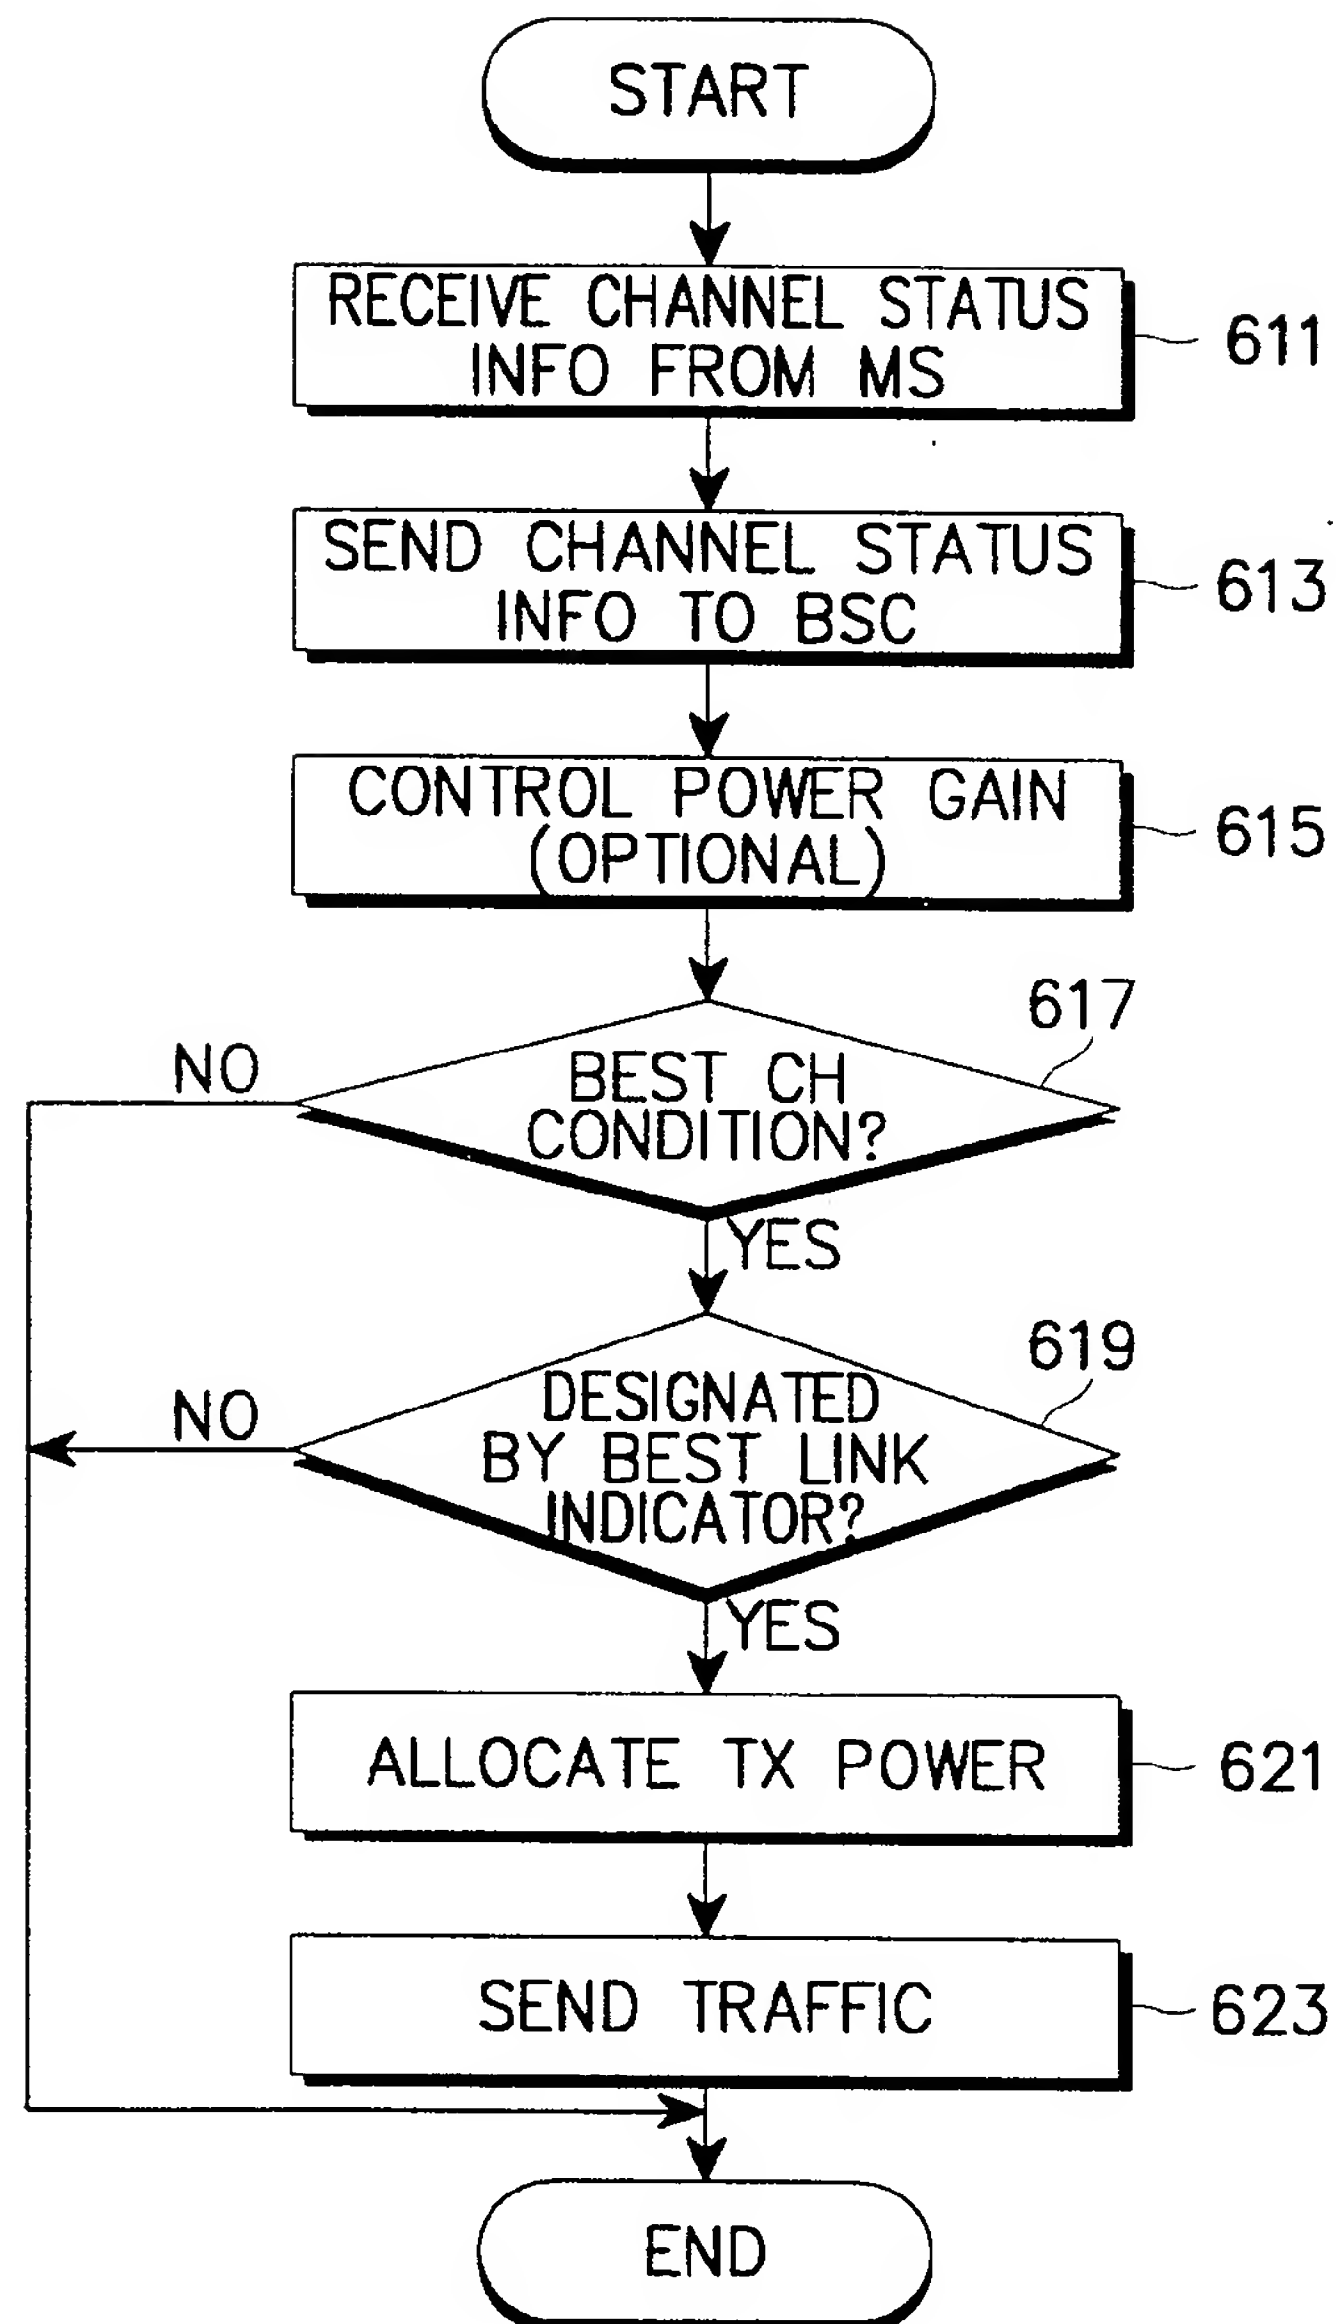 START
RECEIVE CHANNEL STATUS
INFO FROM MS
611
SEND CHANNEL STATUS
INFO TO BSC
613
CONTROL POWER GAIN
(OPTIONAL)
615
617
NO
BEST CH
CONDITION?
YES
619
NO
DESIGNATED
BY BEST LINK
INDICATOR?
YES
ALLOCATE TX POWER
621
SEND TRAFFIC
623
END